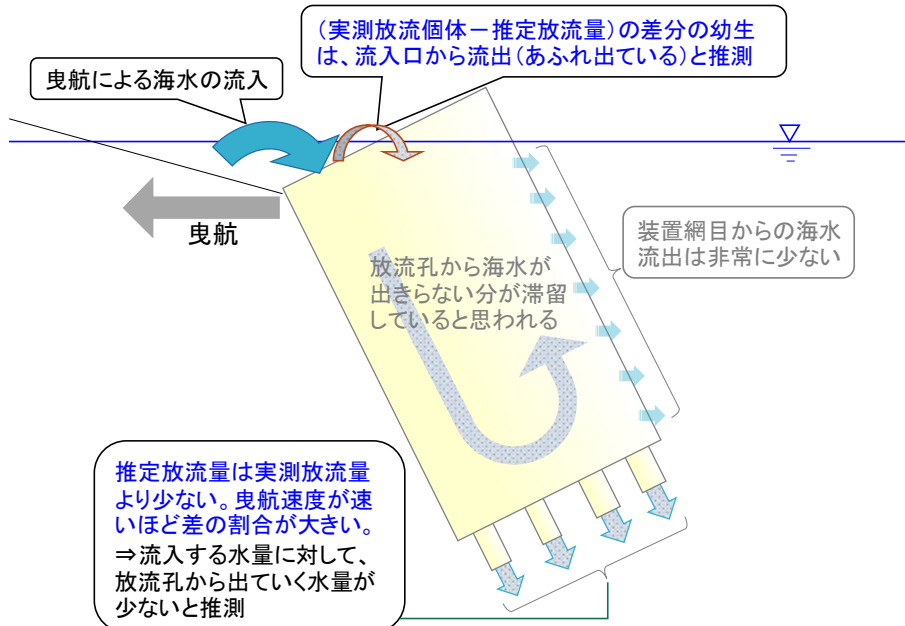 （実測放流個体－推定放流量）の差分の幼生
は、流入口から流出（あふれ出ている）と推測
曳航による海水の流入
曳航
装置網目からの海水
流出は非常に少ない
放流孔から海水が
出きらない分が滞留
していると思われる
推定放流量は実測放流量
より少ない。曳航速度が速
いほど差の割合が大きい。
⇒流入する水量に対して、
放流孔から出ていく水量が
少ないと推測